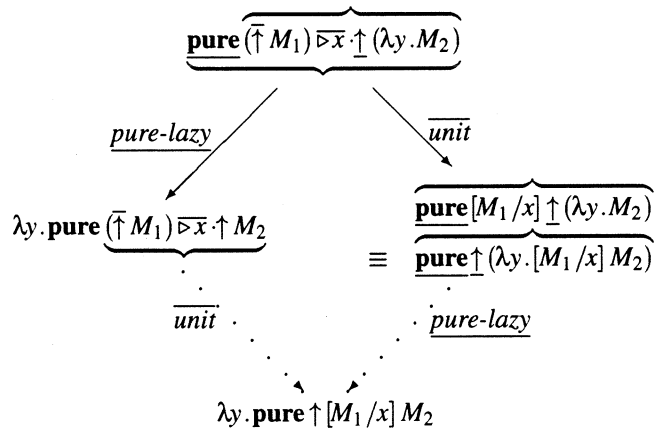 pure (↑ M₁) ▷x · ↑ (λy.M₂)
pure-lazy
unit
λy.pure (↑ M₁) ▷x · ↑ M₂
pure [M₁/x] ↑ (λy.M₂)
≡ pure ↑ (λy.[M₁/x] M₂)
unit
pure-lazy
λy.pure ↑ [M₁/x] M₂